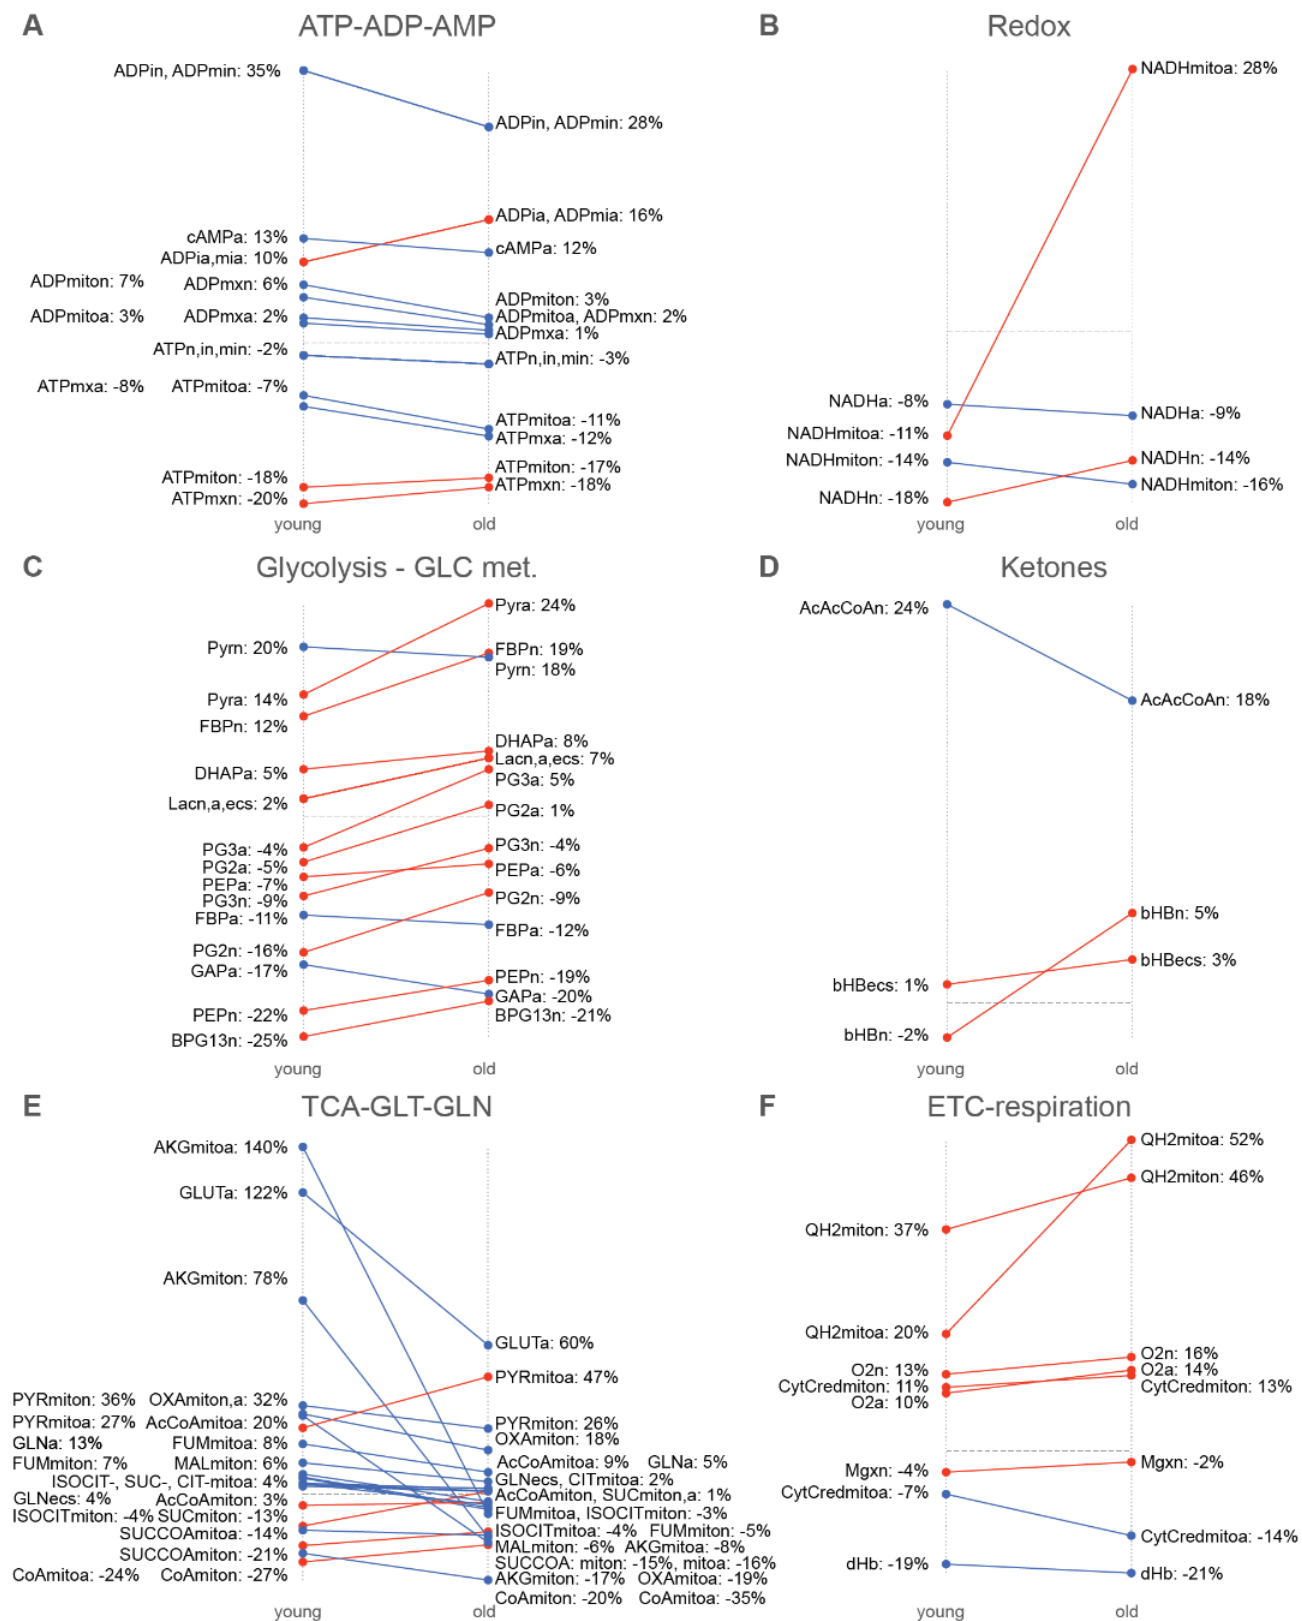 A ATP-ADP-AMP
ADPin, ADPmin: 35%
ADPin, ADPmin: 28%
ADPia, ADPmia: 16%
cAMPa: 13%
cAMPa: 12%
ADPia,mia: 10%
ADPmiton: 7% ADPmxn: 6%
ADPmiton: 3%
ADPmitoa: 3% ADPmxa: 2%
ADPmitoa, ADPmxn: 2%
ADPmxa: 1%
ATPn,in,min: -2%
ATPn,in,min: -3%
ATPmxa: -8% ATPmitoa: -7%
ATPmitoa: -11%
ATPmxa: -12%
ATPmiton: -17%
ATPmiton: -18%
ATPmxn: -18%
ATPmxn: -20%
young old
B Redox
NADHmitoa: 28%
NADHa: -8%
NADHa: -9%
NADHmitoa: -11%
NADHmiton: -14%
NADHn: -14%
NADHmiton: -16%
NADHn: -18%
young old
C Glycolysis - GLC met.
Pyra: 24%
Pyrn: 20%
FBPn: 19%
Pyrn: 18%
Pyra: 14%
FBPn: 12%
DHAPa: 8%
Lacn,a,ecs: 7%
DHAPa: 5%
PG3a: 5%
Lacn,a,ecs: 2%
PG2a: 1%
PG3a: -4%
PG3n: -4%
PG2a: -5%
PEPa: -6%
PEPa: -7%
PG3n: -9%
PG2n: -9%
FBPa: -11%
FBPa: -12%
PG2n: -16%
GAPa: -17%
PEPn: -19%
GAPa: -20%
PEPn: -22%
BPG13n: -21%
BPG13n: -25%
young old
D Ketones
AcAcCoAn: 24%
AcAcCoAn: 18%
bHBn: 5%
bHBecs: 3%
bHBecs: 1%
bHBn: -2%
young old
E TCA-GLT-GLN
AKGmitoa: 140%
GLUTa: 122%
AKGmiton: 78%
GLUTa: 60%
PYRmitoa: 47%
PYRmiton: 36% OXAmiton,a: 32%
PYRmitoa: 27% AcCoAmitoa: 20%
PYRmiton: 26%
GLNa: 13% FUMmitoa: 8%
OXAmiton: 18%
FUMmiton: 7% MALmiton: 6%
AcCoAmitoa: 9% GLNa: 5%
ISOCIT-, SUC-, CIT-mitoa: 4%
GLNecs, CITmitoa: 2%
GLNecs: 4% AcCoAmiton: 3%
AcCoAmiton, SUCmiton,a: 1%
ISOCITmiton: -4% SUCmiton: -13%
FUMmitoa, ISOCITmiton: -3%
SUCCOAmitoa: -14%
ISOCITmitoa: -4% FUMmiton: -5%
MALmiton: -6% AKGmitoa: -8%
SUCCOAmiton: -21%
SUCCOA: miton: -15%, mitoa: -16%
CoAmitoa: -24% CoAmiton: -27%
AKGmiton: -17% OXAmitoa: -19%
CoAmiton: -20% CoAmitoa: -35%
young old
F ETC-respiration
QH2mitoa: 52%
QH2miton: 46%
QH2miton: 37%
QH2mitoa: 20%
O2n: 16%
O2n: 13%
O2a: 14%
CytCredmiton: 11%
CytCredmiton: 13%
O2a: 10%
Mgxn: -4%
Mgxn: -2%
CytCredmitoa: -7%
CytCredmitoa: -14%
dHb: -19%
dHb: -21%
young old